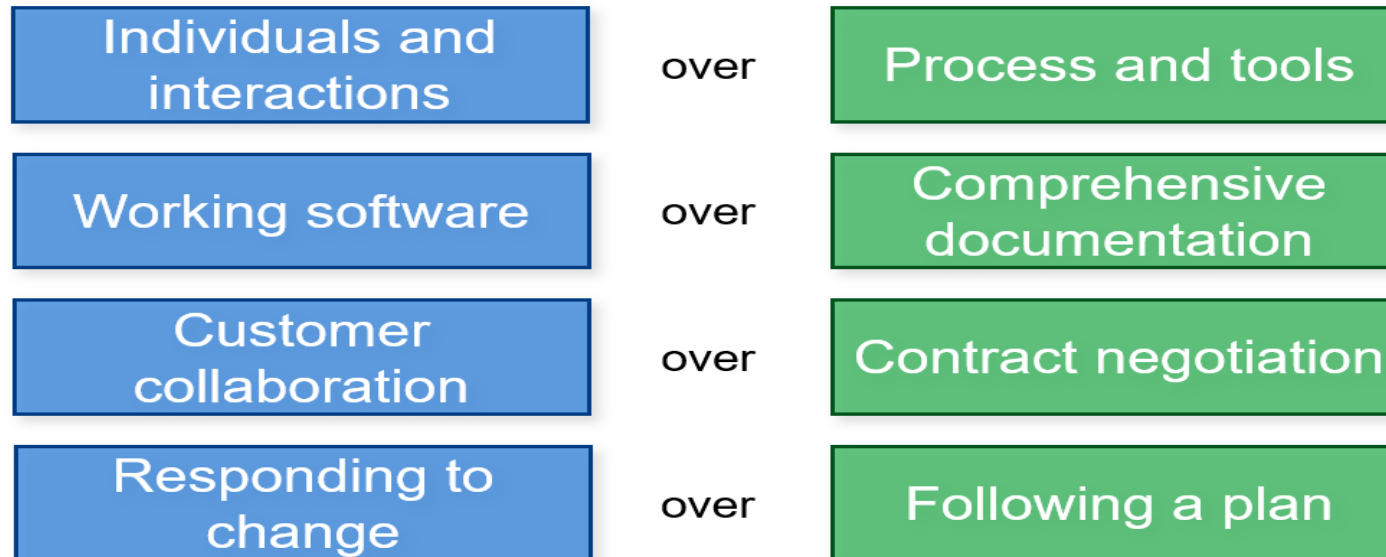 Individuals and
interactions
over
Process and tools
Working software
over
Comprehensive
documentation
Customer
collaboration
over
Contract negotiation
Responding to
change
over
Following a plan